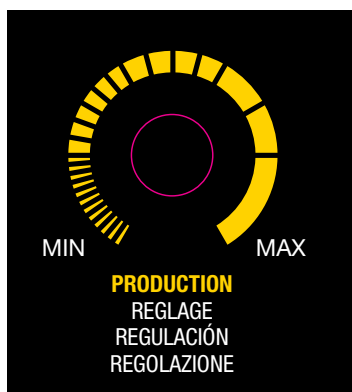 MIN MAX
PRODUCTION
REGLAGE
REGULACIÓN
REGOLAZIONE